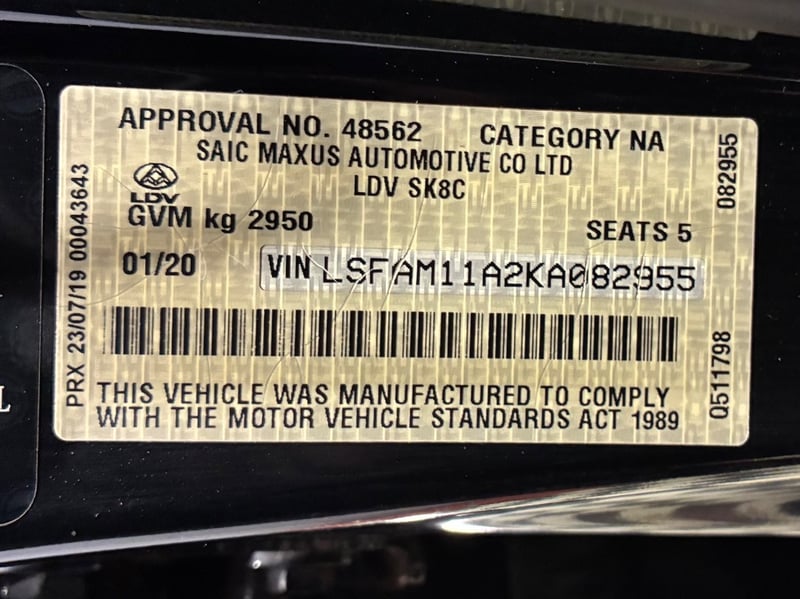 APPROVAL NO. 48562 CATEGORY NA
SAIC MAXUS AUTOMOTIVE CO LTD
LDV SK8C
LDV
GVM kg 2950
SEATS 5
01/20
VIN LSFAM11A2KA082955
THIS VEHICLE WAS MANUFACTURED TO COMPLY
WITH THE MOTOR VEHICLE STANDARDS ACT 1989
PRX 23/07/19 00043643
082955
Q511798
L